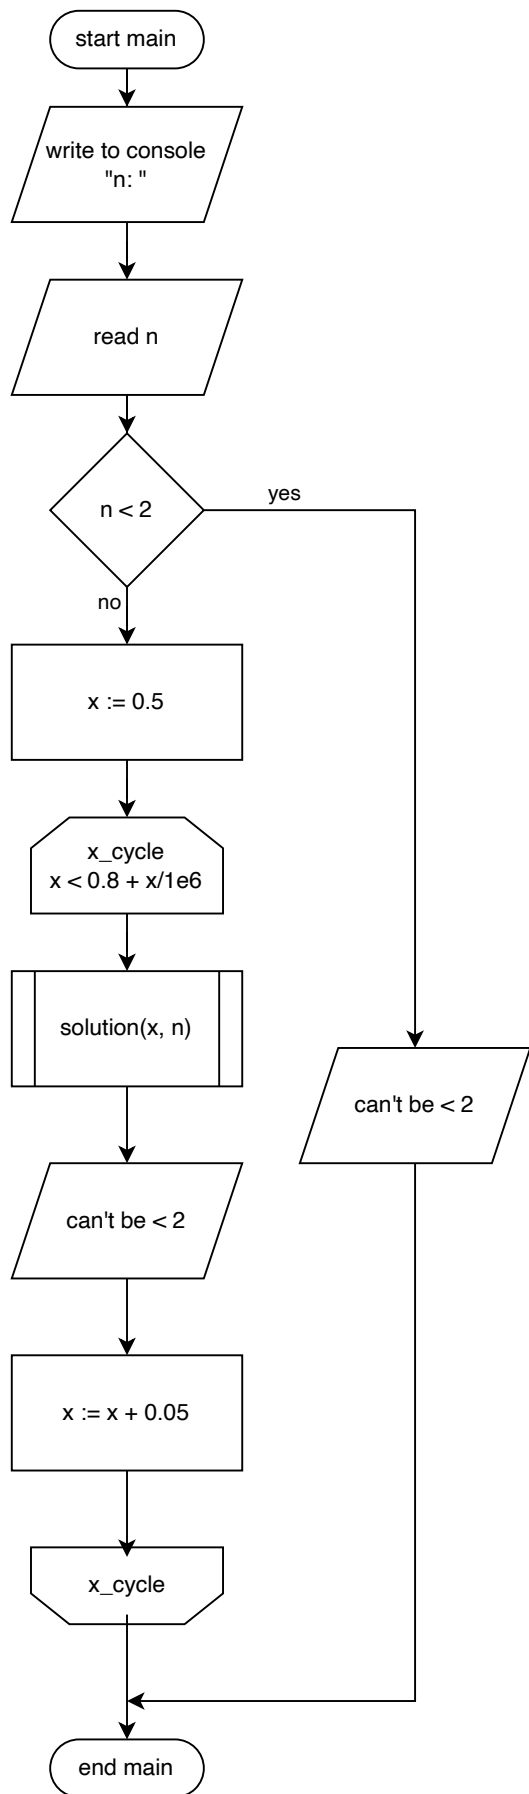 start main
write to console
"n: "
read n
n < 2
yes
no
x := 0.5
x_cycle
x < 0.8 + x/1e6
solution(x, n)
can't be < 2
can't be < 2
x := x + 0.05
x_cycle
end main